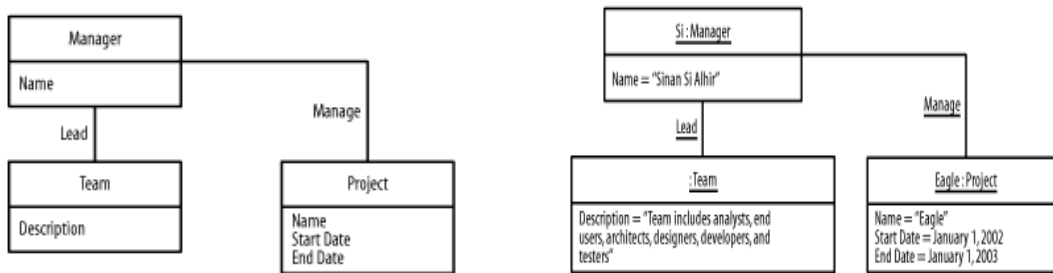 Manager
Name
Lead
Manage
Team
Description
Project
Name
Start Date
End Date
Si : Manager
Name = "Sinan Si Alhir"
Lead
Manage
: Team
Description = "Team includes analysts, end
users, architects, designers, developers, and
testers"
Eagle : Project
Name = "Eagle"
Start Date = January 1, 2002
End Date = January 1, 2003